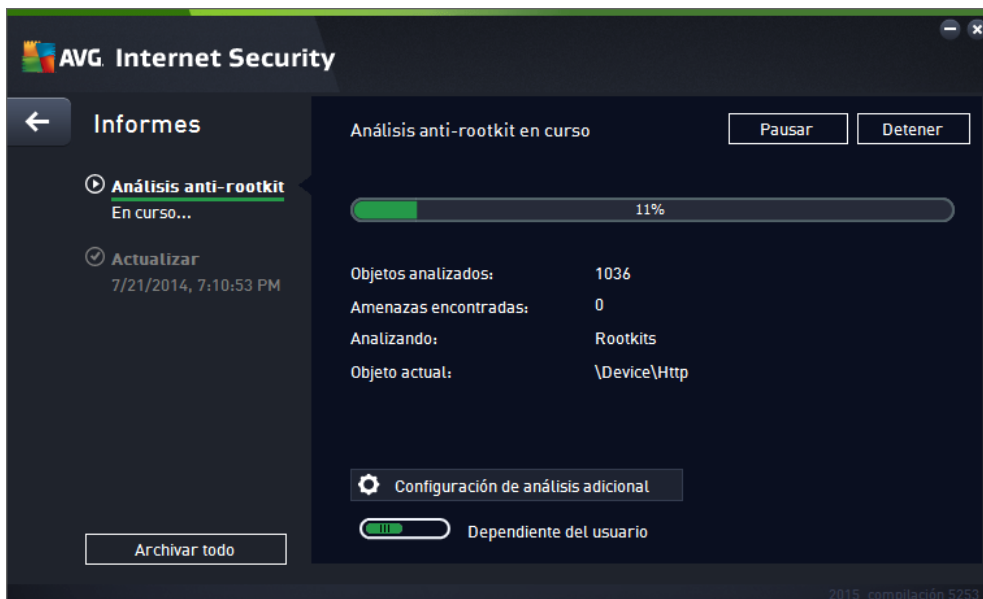 AVG. Internet Security
Informes
Análisis anti-rootkit en curso
Pausar
Detener
Análisis anti-rootkit
En curso...
11%
Actualizar
7/21/2014, 7:10:53 PM
Objetos analizados: 1036
Amenazas encontradas: 0
Analizando: Rootkits
Objeto actual: \Device\Http
Configuración de análisis adicional
Dependiente del usuario
Archivar todo
2015 compilación 5253